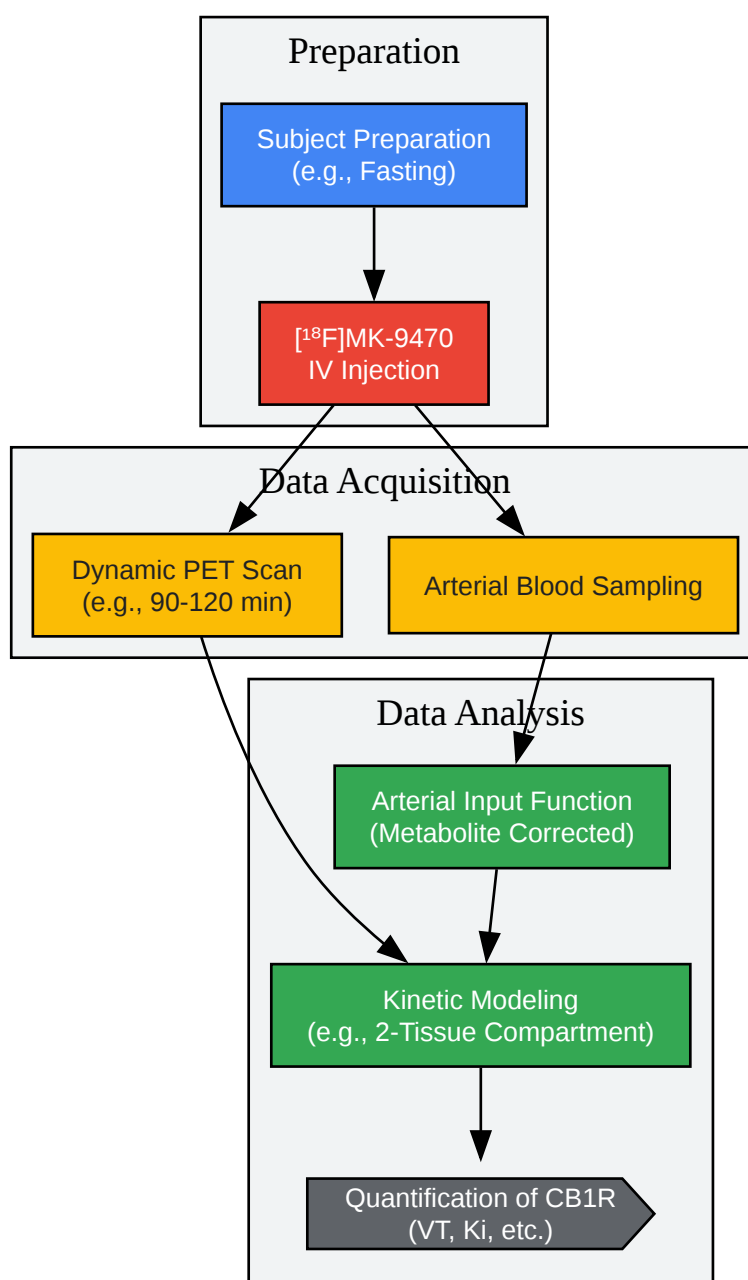 Preparation
Subject Preparation
(e.g., Fasting)
[¹⁸F]MK-9470
IV Injection
Data Acquisition
Dynamic PET Scan
(e.g., 90-120 min)
Arterial Blood Sampling
Data Analysis
Arterial Input Function
(Metabolite Corrected)
Kinetic Modeling
(e.g., 2-Tissue Compartment)
Quantification of CB1R
(VT, Ki, etc.)